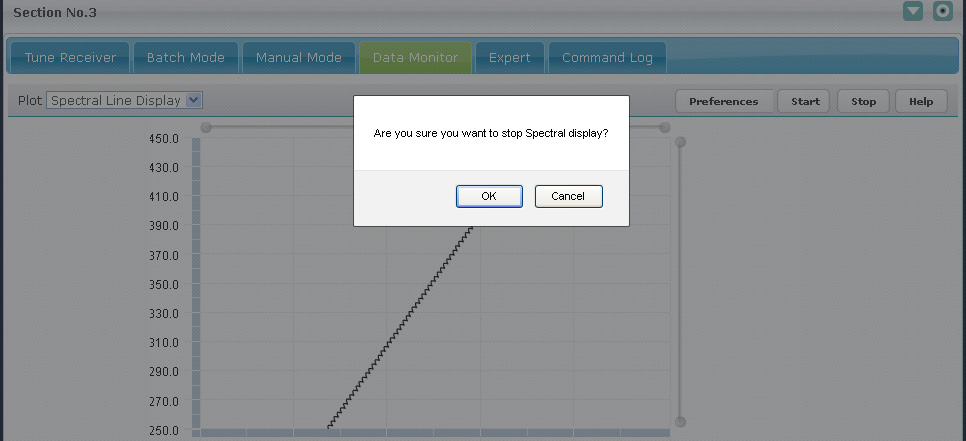 Section No.3
Tune Receiver Batch Mode Manual Mode Data Monitor Expert Command Log
Plot Spectral Line Display Preferences Start Stop Help
Are you sure you want to stop Spectral display?
OK Cancel
450.0
430.0
410.0
390.0
370.0
350.0
330.0
310.0
290.0
270.0
250.0